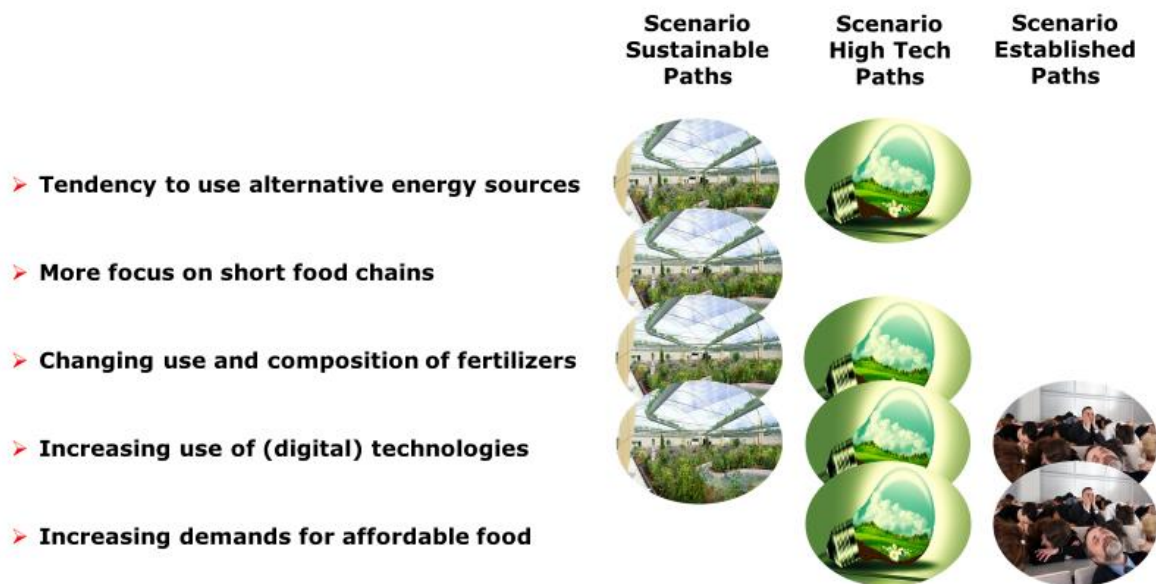 Scenario
Sustainable
Paths
Scenario
High Tech
Paths
Scenario
Established
Paths
Tendency to use alternative energy sources
More focus on short food chains
Changing use and composition of fertilizers
Increasing use of (digital) technologies
Increasing demands for affordable food